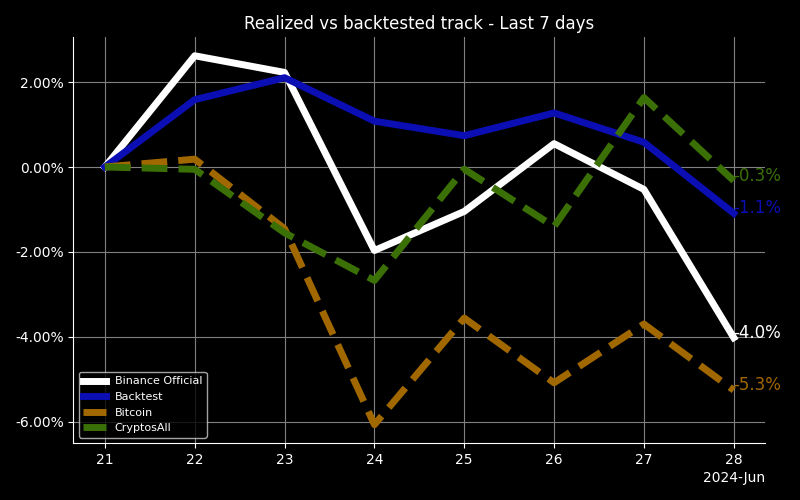 Realized vs backtested track - Last 7 days
2.00%
0.00%
-2.00%
-4.00%
-6.00%
-0.3%
-1.1%
-4.0%
-5.3%
Binance Official
Backtest
Bitcoin
CryptosAll
21 22 23 24 25 26 27 28
2024-Jun